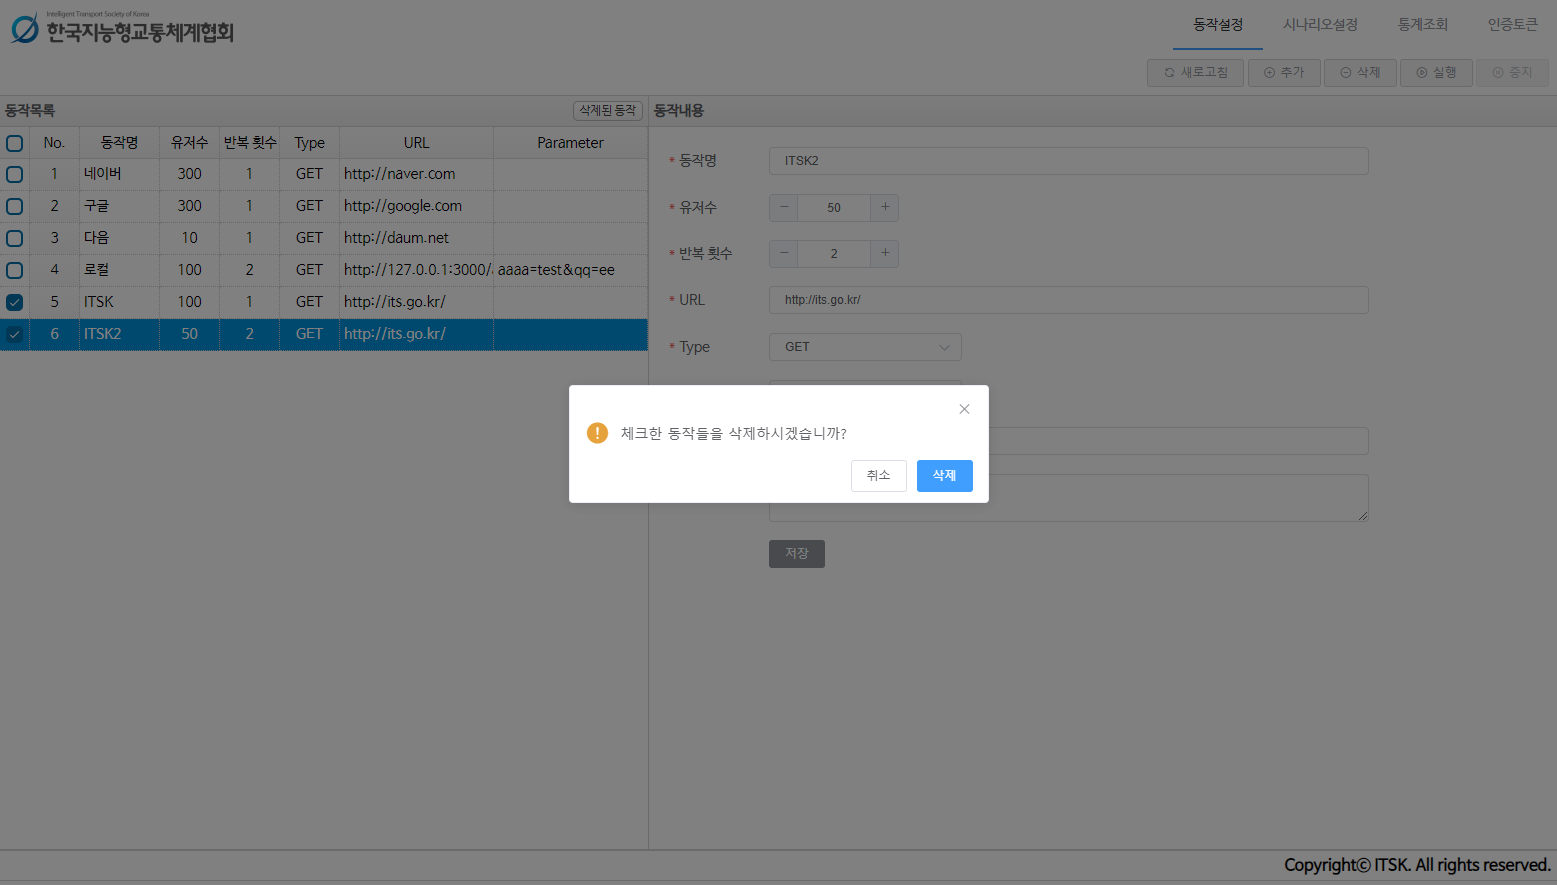 Intelligent Transport Society of Korea
한국지능형교통체계협회
동작설정 시나리오설정 통계조회 인증토큰
새로고침 추가 삭제 실행 중지
동작목록 삭제된 동작
No. 동작명 유저수 반복 횟수 Type URL Parameter
1 네이버 300 1 GET http://naver.com
2 구글 300 1 GET http://google.com
3 다음 10 1 GET http://daum.net
4 로컬 100 2 GET http://127.0.0.1:3000/ aaaa=test&qq=ee
5 ITSK 100 1 GET http://its.go.kr/
6 ITSK2 50 2 GET http://its.go.kr/
동작내용
* 동작명 ITSK2
* 유저수 − 50 +
* 반복 횟수 − 2 +
* URL http://its.go.kr/
* Type GET
체크한 동작들을 삭제하시겠습니까?
취소 삭제
저장
Copyrightⓒ ITSK. All rights reserved.